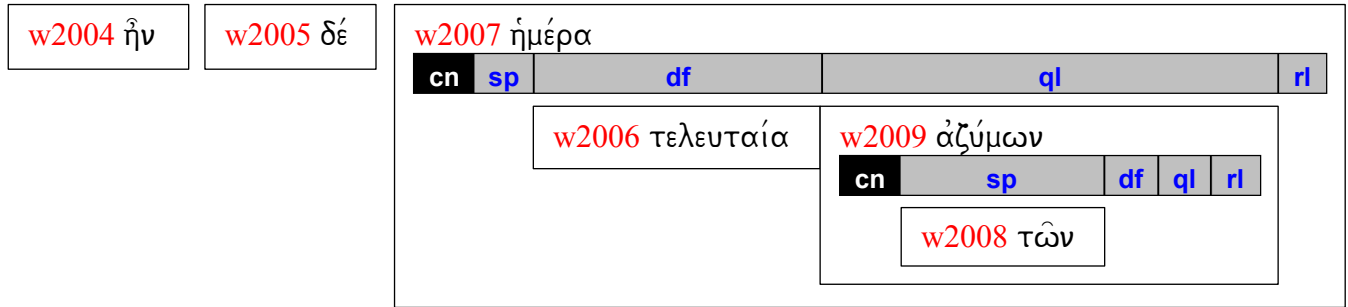 w2004 ἦν w2005 δέ w2007 ἡμέρα
cn sp df ql rl
w2006 τελευταία w2009 ἀζύμων
cn sp df ql rl
w2008 τῶν